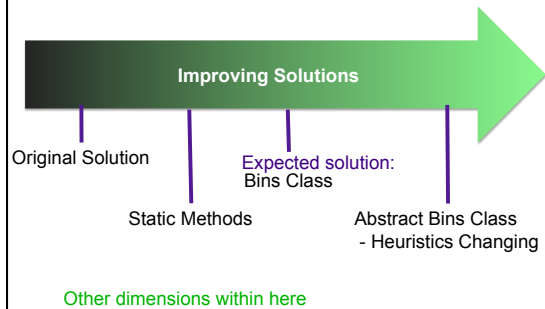 Improving Solutions
Original Solution
Expected solution:
Bins Class
Static Methods
Abstract Bins Class
- Heuristics Changing
Other dimensions within here